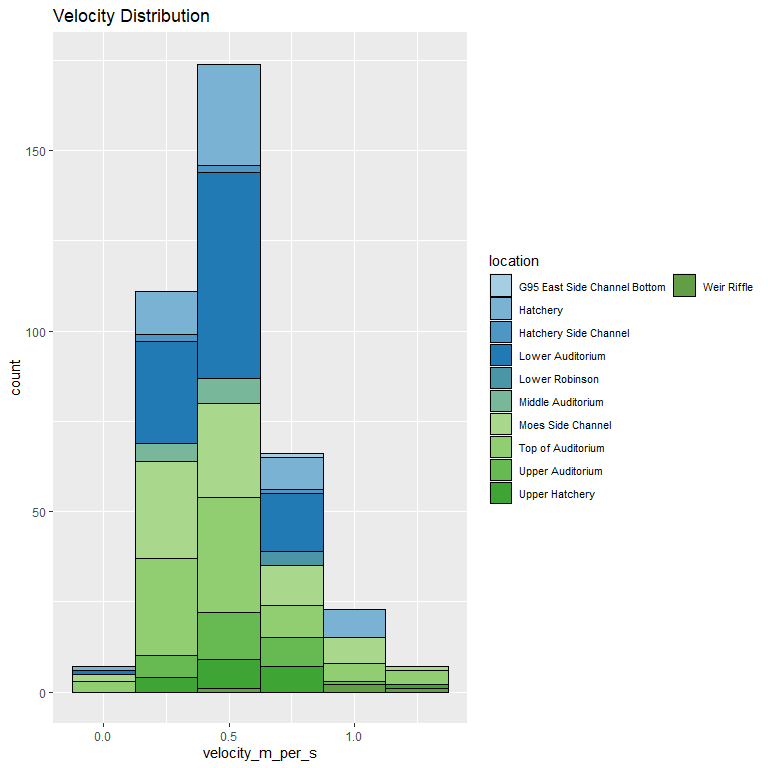 Velocity Distribution
150
100
50
0
count
0.0 0.5 1.0
velocity_m_per_s
location
G95 East Side Channel Bottom
Hatchery
Hatchery Side Channel
Lower Auditorium
Lower Robinson
Middle Auditorium
Moes Side Channel
Top of Auditorium
Upper Auditorium
Upper Hatchery
Weir Riffle